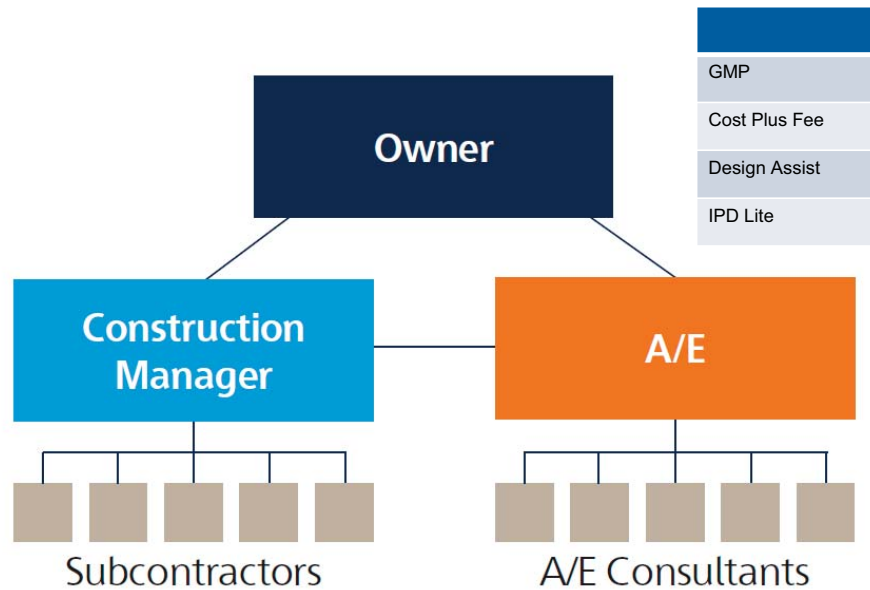 Owner
GMP
Cost Plus Fee
Design Assist
IPD Lite
Construction
Manager
A/E
Subcontractors
A/E Consultants